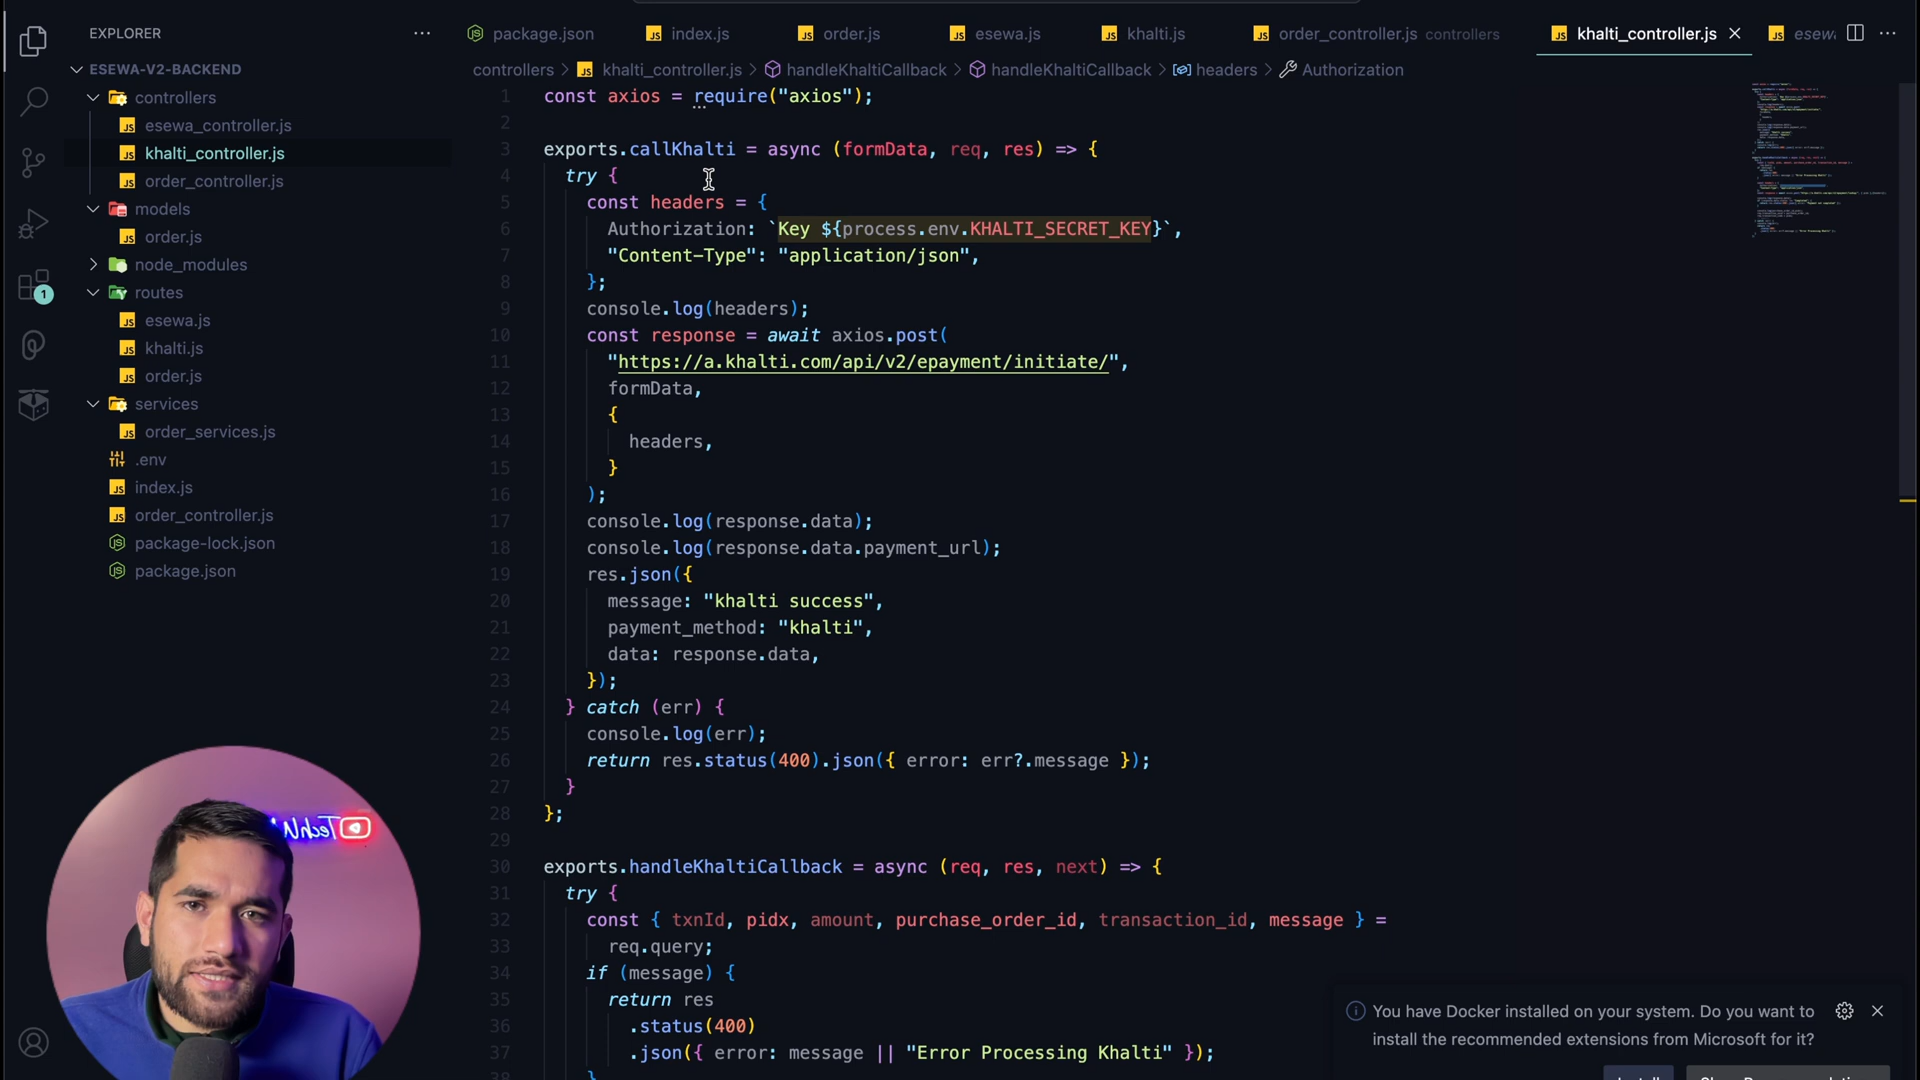 EXPLORER
package.json
index.js
order.js
esewa.js
khalti.js
order_controller.js controllers
khalti_controller.js
esew
ESEWA-V2-BACKEND
controllers
esewa_controller.js
khalti_controller.js
order_controller.js
models
order.js
node_modules
routes
esewa.js
khalti.js
order.js
services
order_services.js
.env
index.js
order_controller.js
package-lock.json
package.json
1
controllers > khalti_controller.js > handleKhaltiCallback > handleKhaltiCallback > headers > Authorization
1 const axios = require("axios");
2
3 exports.callKhalti = async (formData, req, res) => {
4 try {
5 const headers = {
6 Authorization: `Key ${process.env.KHALTI_SECRET_KEY}`,
7 "Content-Type": "application/json",
8 };
9 console.log(headers);
10 const response = await axios.post(
11 "https://a.khalti.com/api/v2/epayment/initiate/",
12 formData,
13 {
14 headers,
15 }
16 );
17 console.log(response.data);
18 console.log(response.data.payment_url);
19 res.json({
20 message: "khalti success",
21 payment_method: "khalti",
22 data: response.data,
23 });
24 } catch (err) {
25 console.log(err);
26 return res.status(400).json({ error: err?.message });
27 }
28 };
29
30 exports.handleKhaltiCallback = async (req, res, next) => {
31 try {
32 const { txnId, pidx, amount, purchase_order_id, transaction_id, message } =
33 req.query;
34 if (message) {
35 return res
36 .status(400)
37 .json({ error: message || "Error Processing Khalti" });
38 }
You have Docker installed on your system. Do you want to
install the recommended extensions from Microsoft for it?